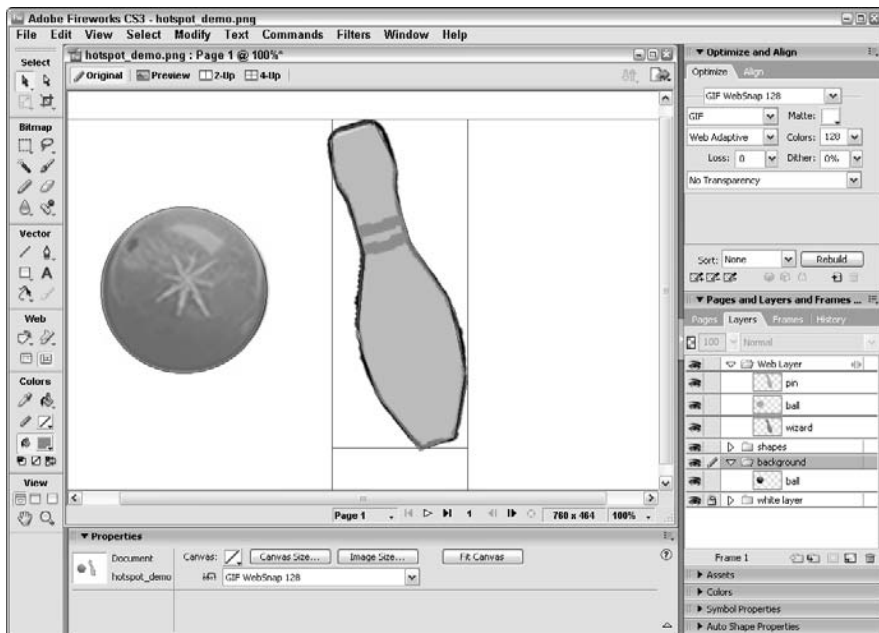 Adobe Fireworks CS3 - hotspot_demo.png
File Edit View Select Modify Text Commands Filters Window Help
Select
Bitmap
Vector
Web
Colors
View
hotspot_demo.png : Page 1 @ 100%*
Original Preview 2-Up 4-Up
Page 1 1 760 x 464 100%
Properties
Document
hotspot_demo
Canvas: Canvas Size... Image Size... Fit Canvas
GIF WebSnap 128
Optimize and Align
Optimize Align
GIF WebSnap 128
GIF Matte:
Web Adaptive Colors: 128
Loss: 0 Dither: 0%
No Transparency
Sort: None Rebuild
Pages and Layers and Frames ...
Pages Layers Frames History
100 Normal
Web Layer
pin
ball
wizard
shapes
background
ball
white layer
Frame 1
Assets
Colors
Symbol Properties
Auto Shape Properties